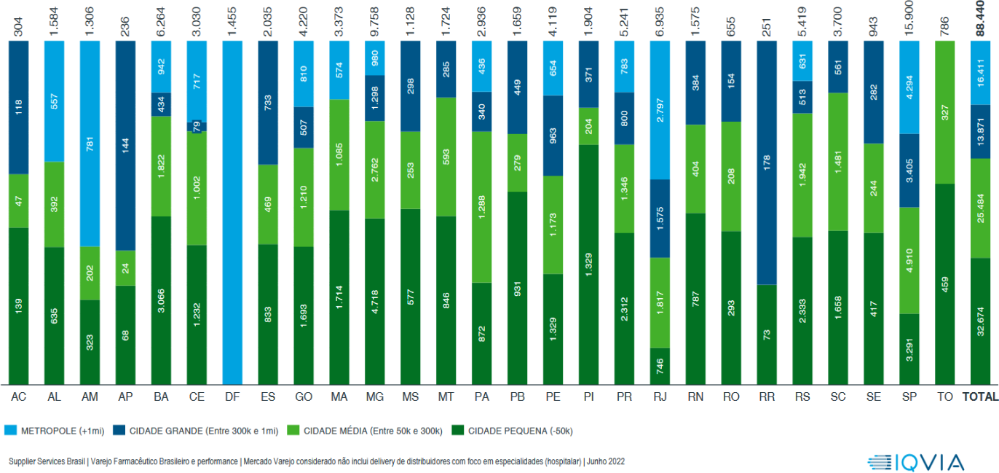 304 1.584 1.306 236 6.264 3.030 1.455 2.035 4.220 3.373 9.758 1.128 1.724 2.936 1.659 4.119 1.904 5.241 6.935 1.575 655 251 5.419 3.700 943 15.900 786 88.440
118 47 139
557 392 635
781 202 323
144 24 68
942 434 1.822 3.066
717 79 1.002 1.232
733 469 833
810 507 1.210 1.693
574 1.085 1.714
980 1.298 2.762 4.718
298 253 577
285 593 846
436 340 1.288 872
449 279 931
654 963 1.173 1.329
371 204 1.329
783 800 1.346 2.312
2.797 1.575 1.817 746
384 404 787
154 208 293
178 73
631 513 1.942 2.333
561 1.481 1.658
282 244 417
4.294 3.405 4.910 3.291
327 459
16.411 13.871 25.484 32.674
AC AL AM AP BA CE DF ES GO MA MG MS MT PA PB PE PI PR RJ RN RO RR RS SC SE SP TO TOTAL
METROPOLE (+1mi) CIDADE GRANDE (Entre 300k e 1mi) CIDADE MÉDIA (Entre 50k e 300k) CIDADE PEQUENA (-50k)
Supplier Services Brasil | Varejo Farmacêutico Brasileiro e performance | Mercado Varejo considerado não inclui delivery de distribuidores com foco em especialidades (hospitalar) | Junho 2022
IQVIA